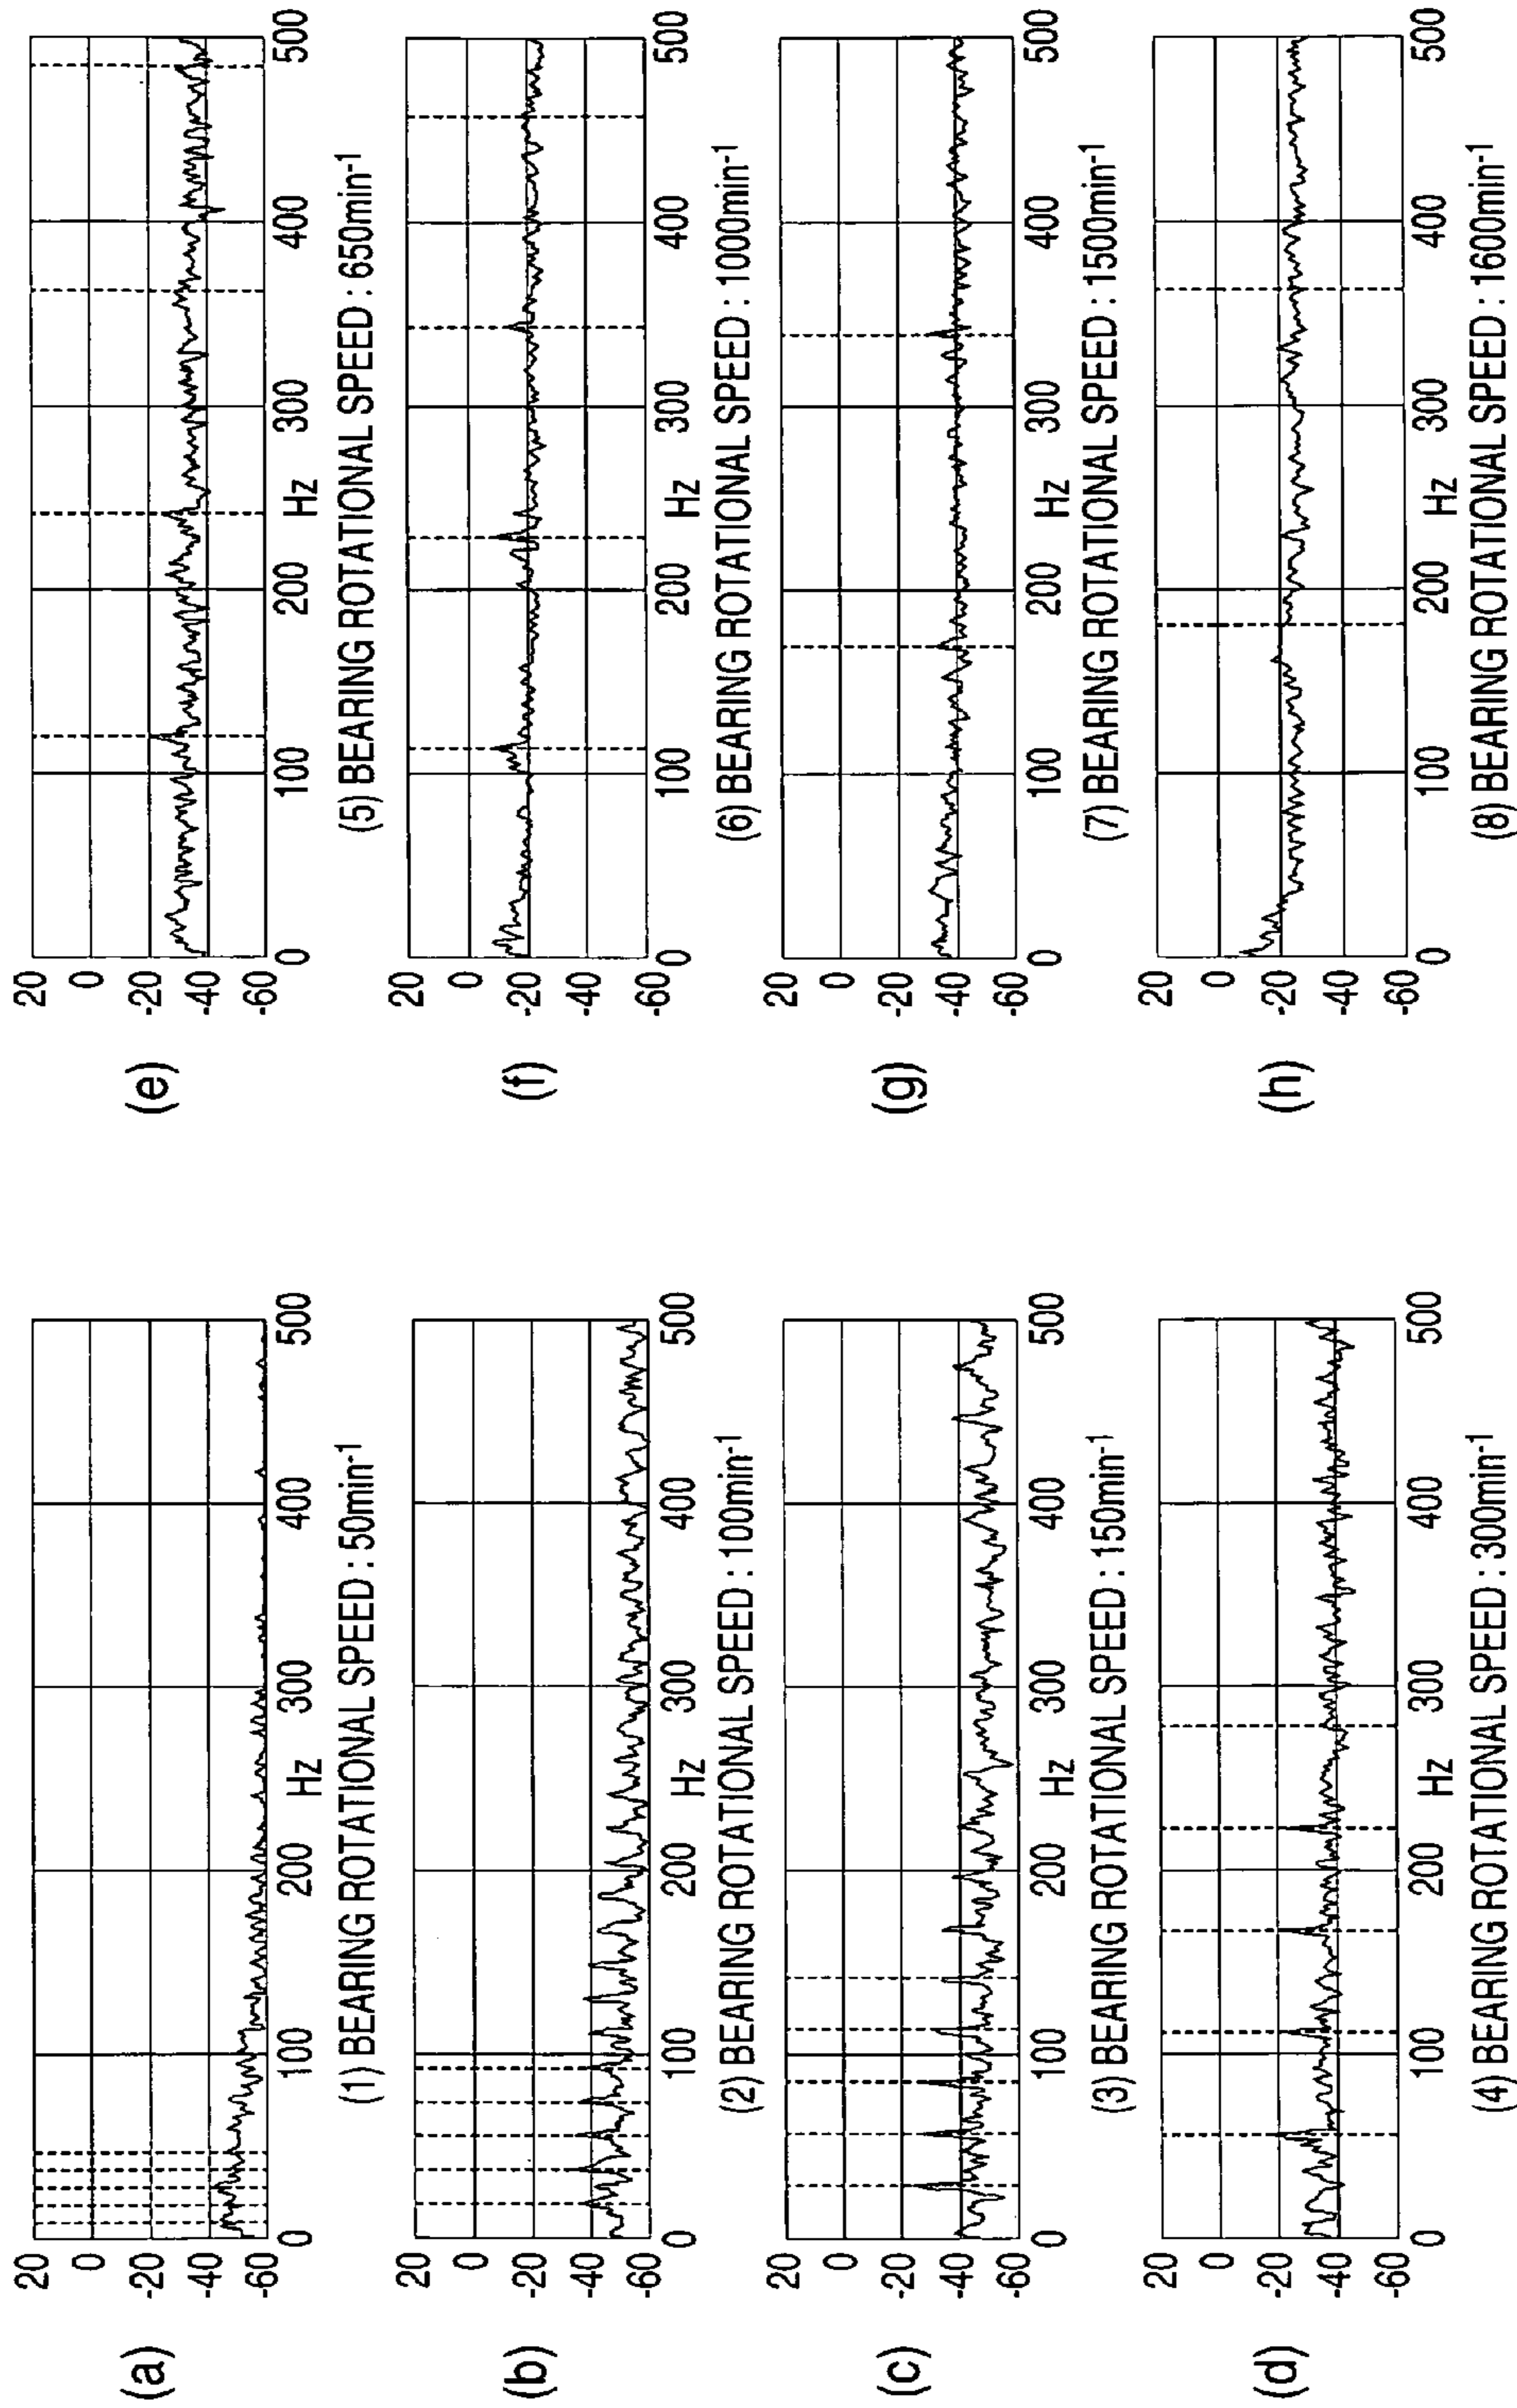 (a)
20
0
-20
-40
-60
0 100 200 300 400 500
Hz
(1) BEARING ROTATIONAL SPEED : 50min-1
(b)
20
0
-20
-40
-60
0 100 200 300 400 500
Hz
(2) BEARING ROTATIONAL SPEED : 100min-1
(c)
20
0
-20
-40
-60
0 100 200 300 400 500
Hz
(3) BEARING ROTATIONAL SPEED : 150min-1
(d)
20
0
-20
-40
-60
0 100 200 300 400 500
Hz
(4) BEARING ROTATIONAL SPEED : 300min-1
(e)
20
0
-20
-40
-60
0 100 200 300 400 500
Hz
(5) BEARING ROTATIONAL SPEED : 650min-1
(f)
20
0
-20
-40
-60
0 100 200 300 400 500
Hz
(6) BEARING ROTATIONAL SPEED : 1000min-1
(g)
20
0
-20
-40
-60
0 100 200 300 400 500
Hz
(7) BEARING ROTATIONAL SPEED : 1500min-1
(h)
20
0
-20
-40
-60
0 100 200 300 400 500
Hz
(8) BEARING ROTATIONAL SPEED : 1600min-1